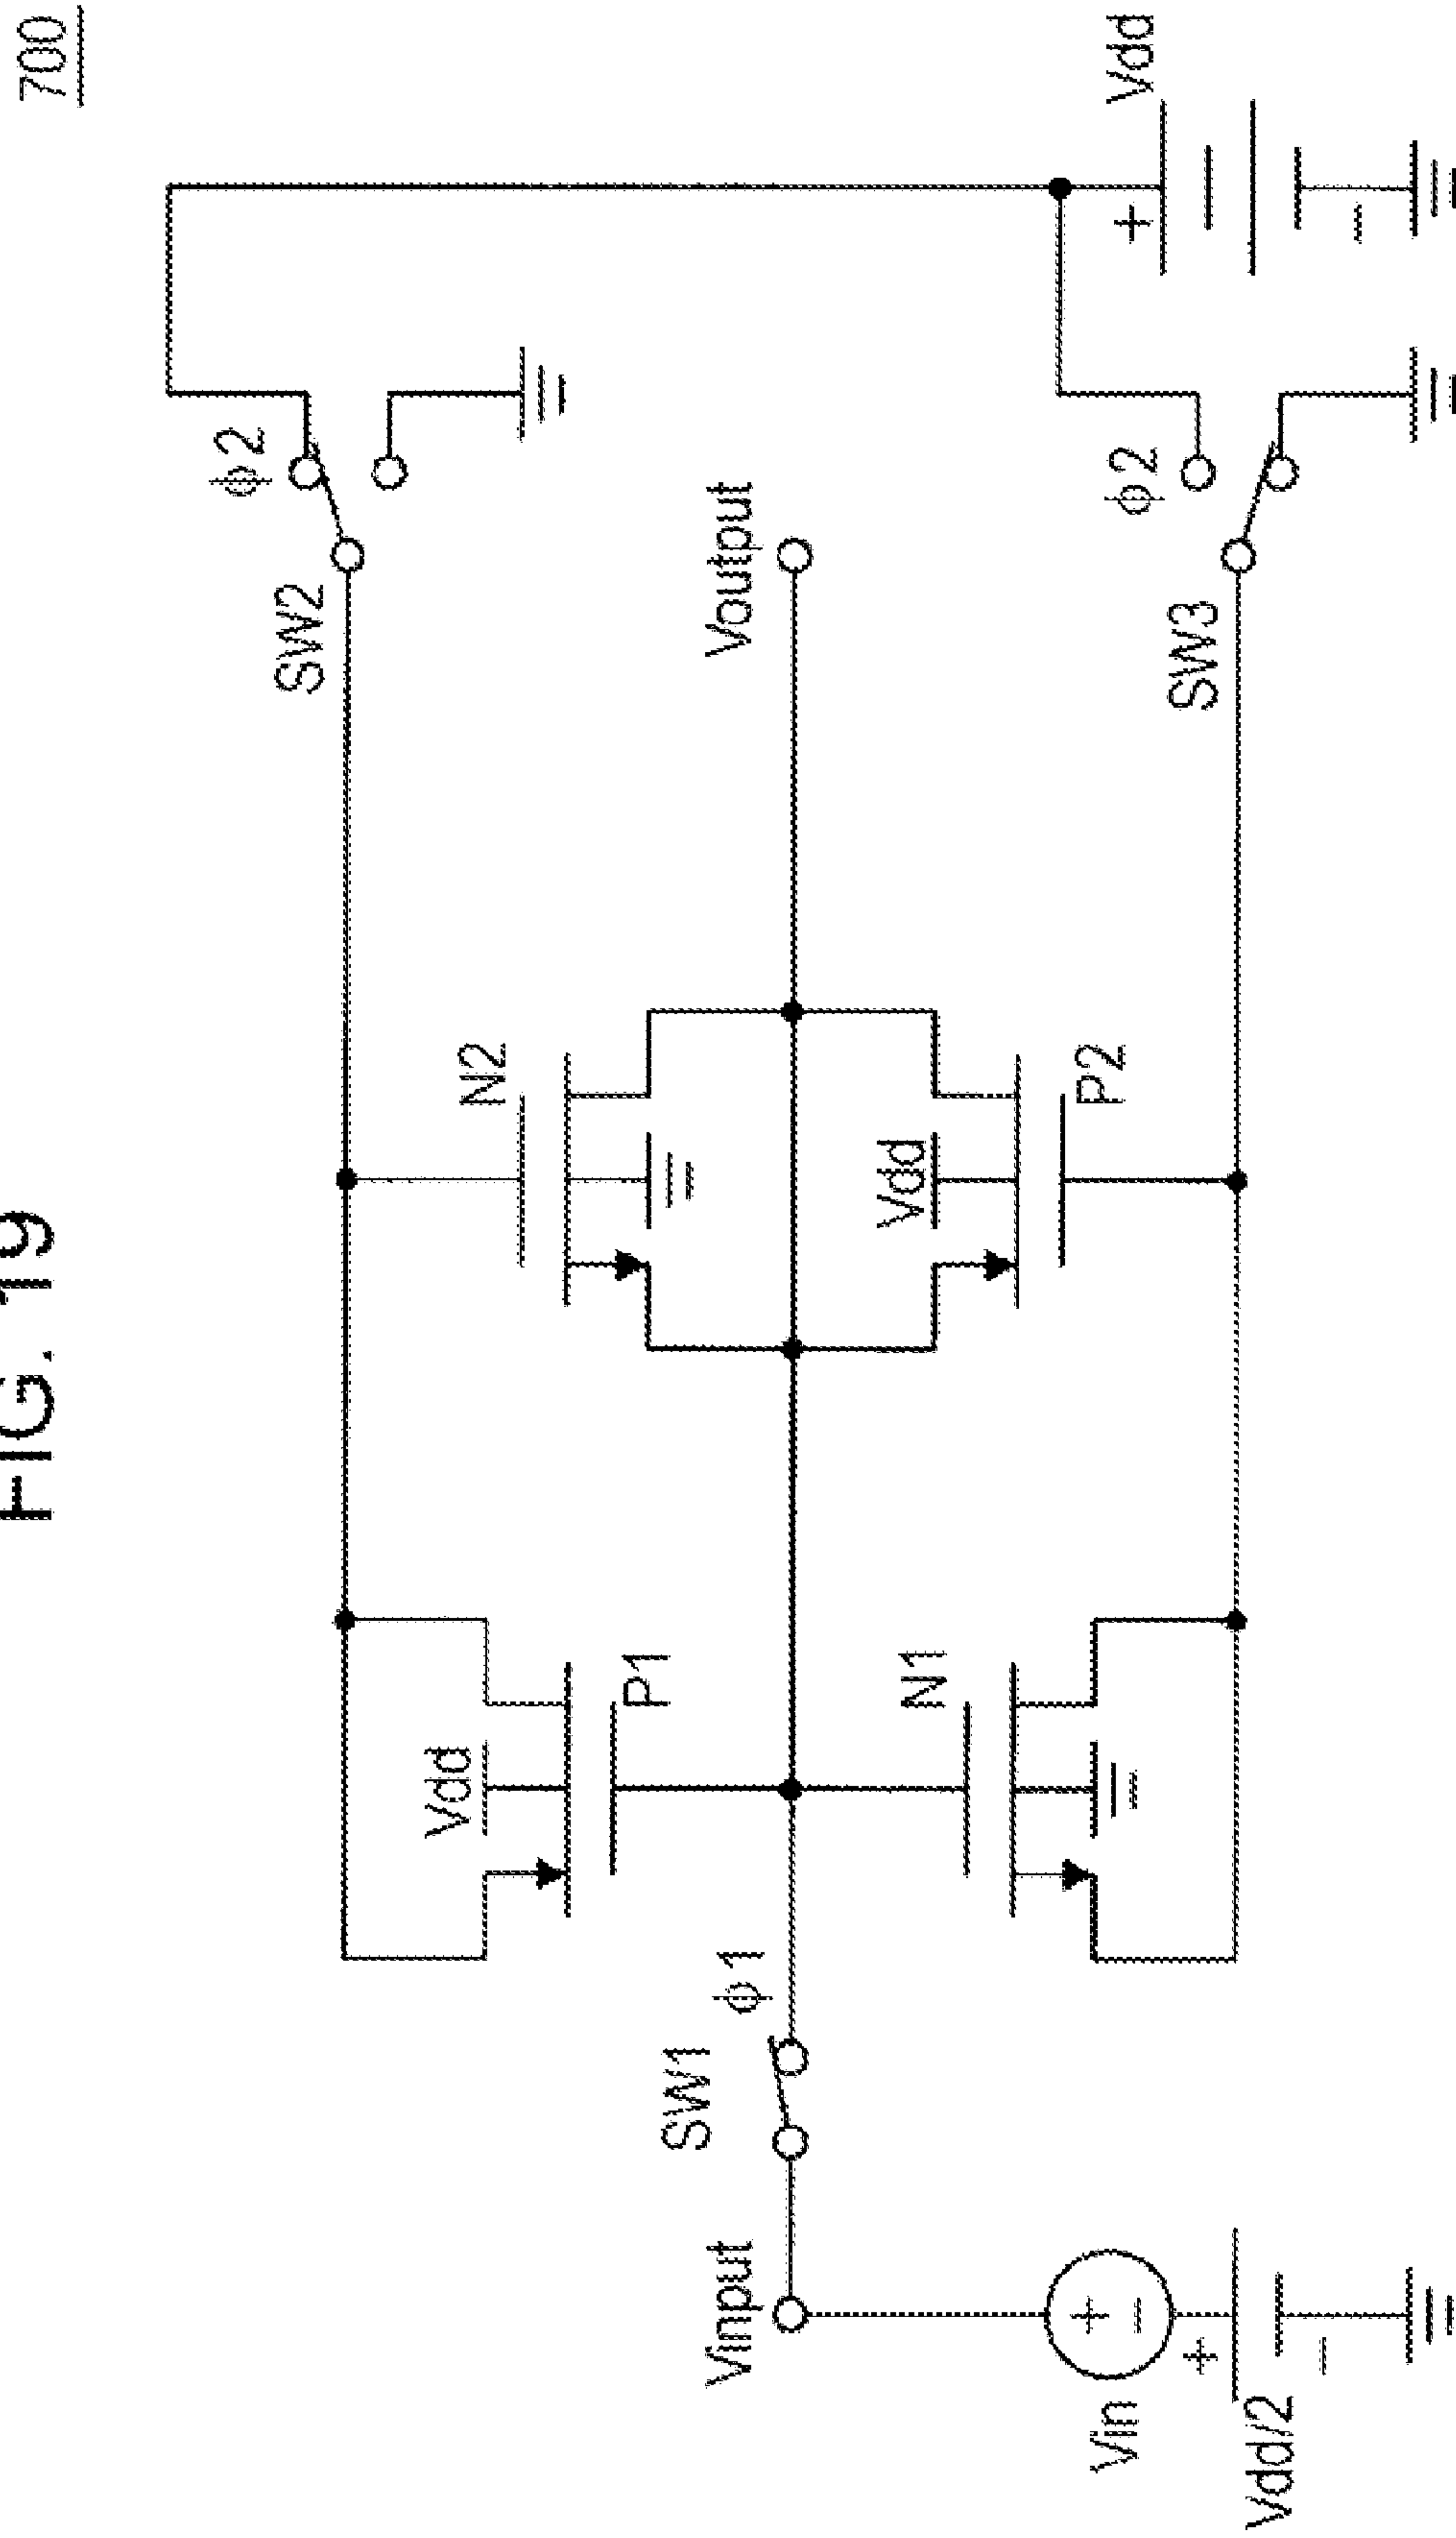 FIG. 19
700
Vinput
Vin
+
−
+
Vdd/2
−
SW1
ϕ1
Vdd
P1
N1
N2
Vdd
P2
Voutput
SW2
ϕ2
SW3
ϕ2
+
Vdd
−